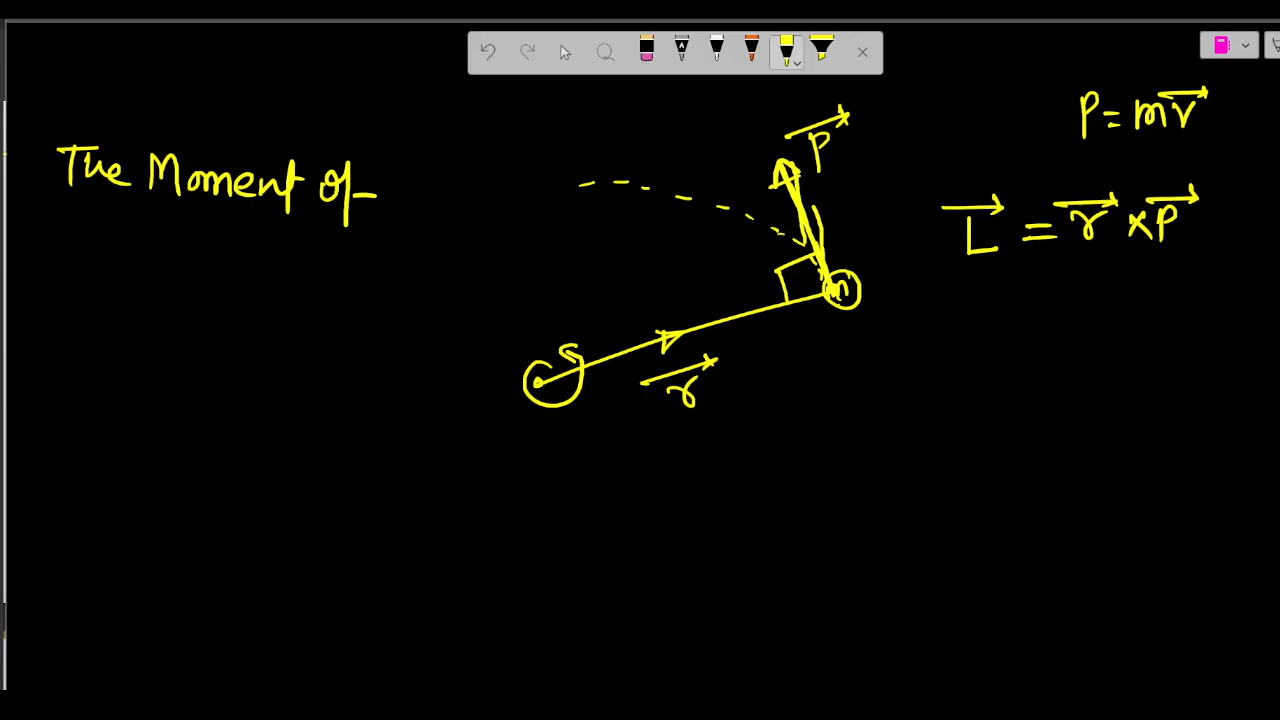 The Moment of
P = mv
L = r × P
P
m
r